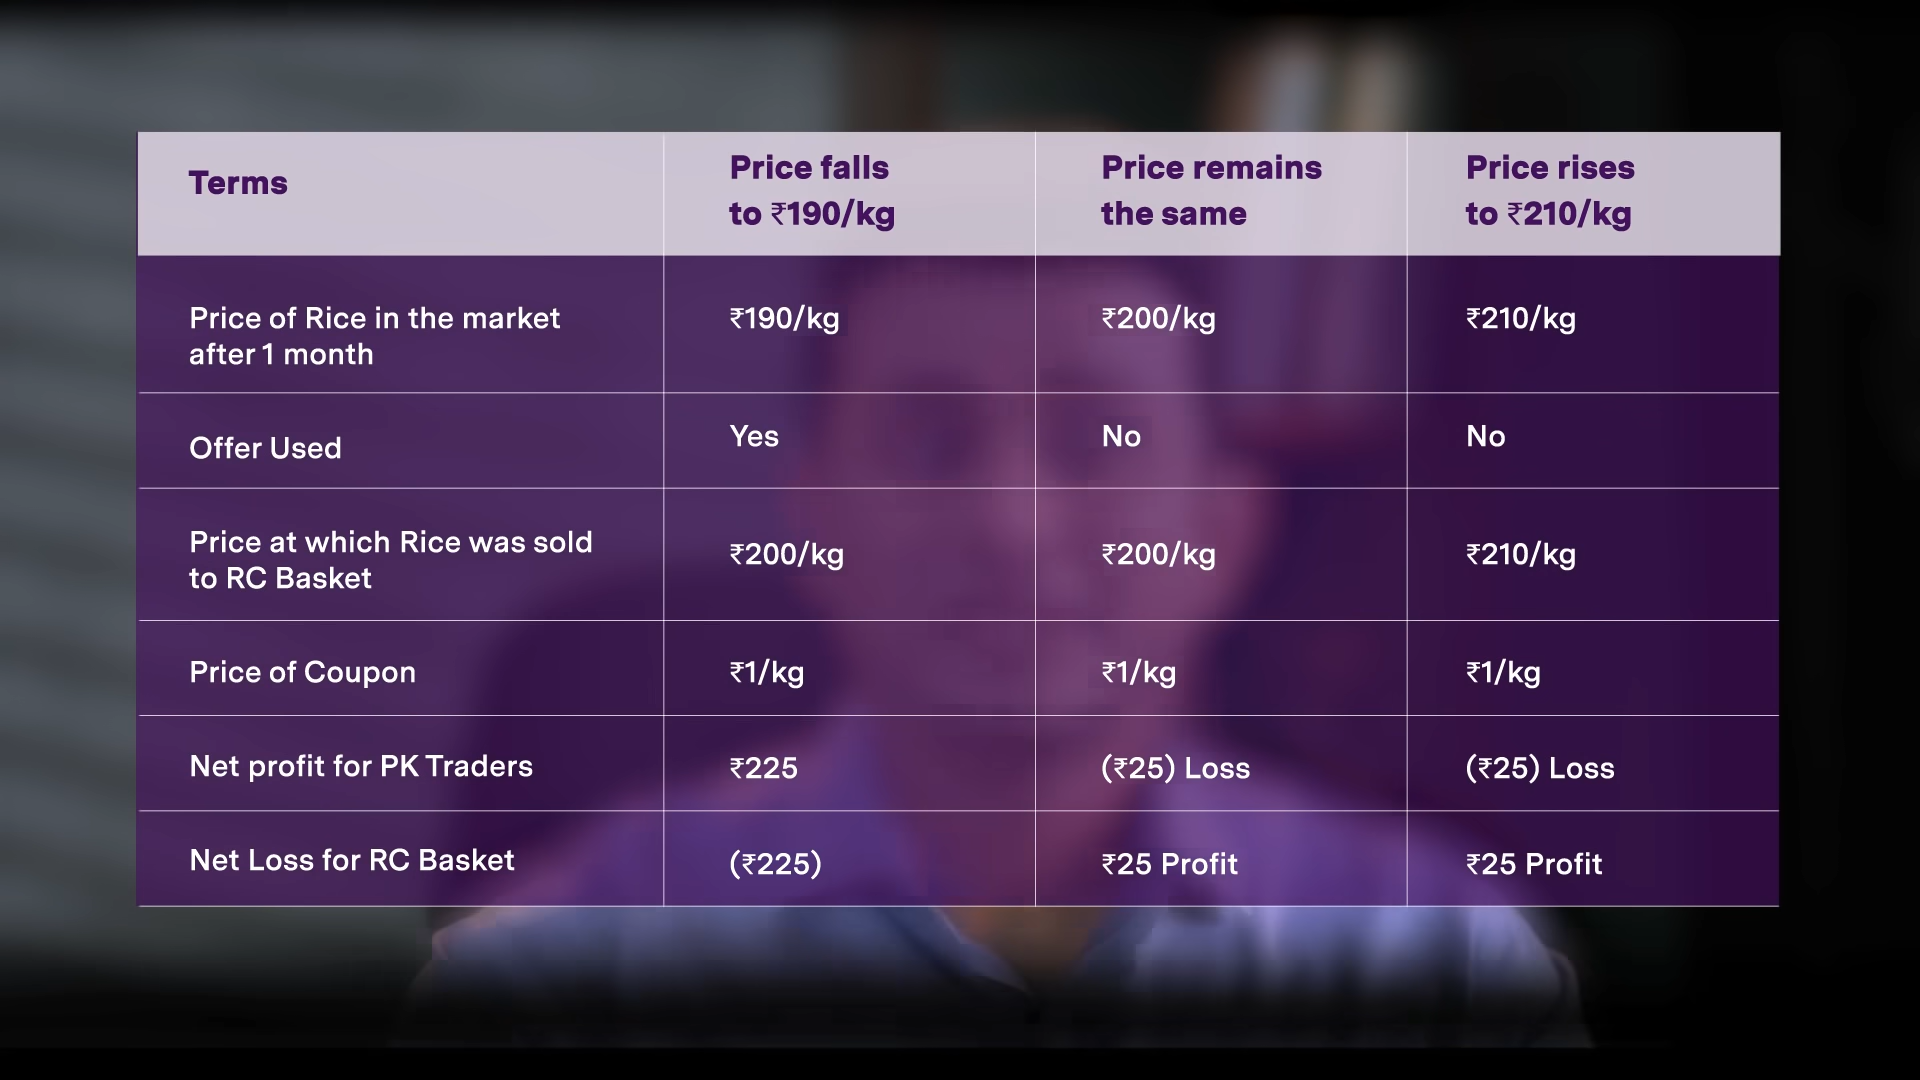 Terms
Price falls
to ₹190/kg
Price remains
the same
Price rises
to ₹210/kg
Price of Rice in the market
after 1 month
₹190/kg
₹200/kg
₹210/kg
Offer Used
Yes
No
No
Price at which Rice was sold
to RC Basket
₹200/kg
₹200/kg
₹210/kg
Price of Coupon
₹1/kg
₹1/kg
₹1/kg
Net profit for PK Traders
₹225
(₹25) Loss
(₹25) Loss
Net Loss for RC Basket
(₹225)
₹25 Profit
₹25 Profit